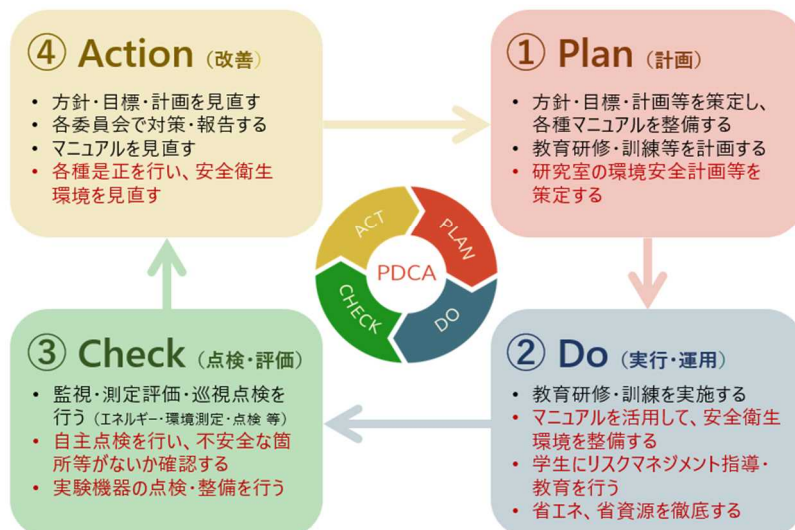 ① Plan (計画)
• 方針・目標・計画等を策定し、
各種マニュアルを整備する
• 教育研修・訓練等を計画する
• 研究室の環境安全計画等を
策定する
② Do (実行・運用)
• 教育研修・訓練を実施する
• マニュアルを活用して、安全衛生
環境を整備する
• 学生にリスクマネジメント指導・
教育を行う
• 省エネ、省資源を徹底する
③ Check (点検・評価)
• 監視・測定評価・巡視点検を
行う (エネルギー・環境測定・点検 等)
• 自主点検を行い、不安全な箇
所等がないか確認する
• 実験機器の点検・整備を行う
④ Action (改善)
• 方針・目標・計画を見直す
• 各委員会で対策・報告する
• マニュアルを見直す
• 各種是正を行い、安全衛生
環境を見直す
PDCA
PLAN
DO
CHECK
ACT